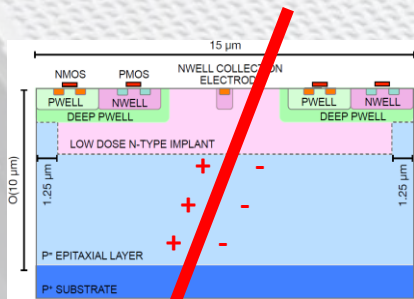 15 µm
NMOS PMOS NWELL COLLECTION
ELECTROD
PWELL NWELL PWELL NWELL
DEEP PWELL DEEP PWELL
LOW DOSE N-TYPE IMPLANT
O(10 µm)
1.25 µm 1.25 µm
+ -
+ -
+ -
P⁺ EPITAXIAL LAYER
P⁺ SUBSTRATE